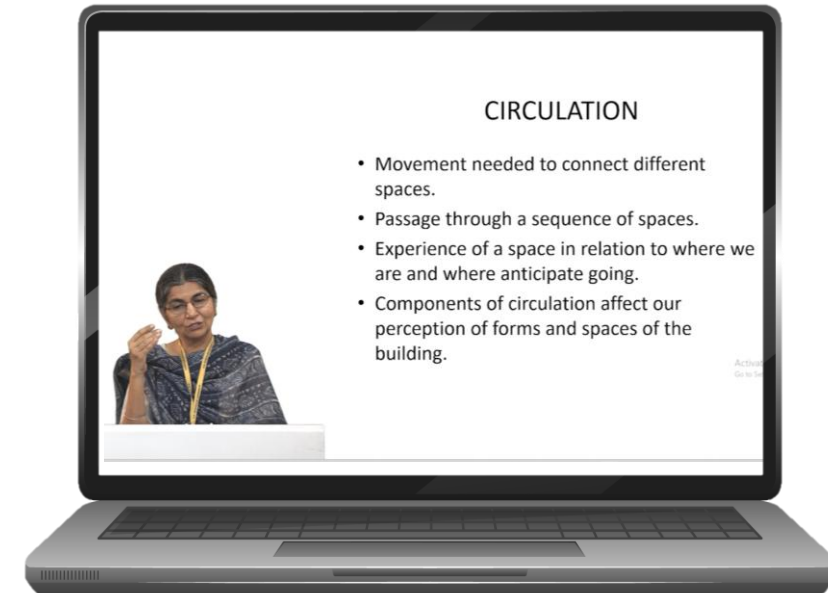 CIRCULATION
• Movement needed to connect different
spaces.
• Passage through a sequence of spaces.
• Experience of a space in relation to where we
are and where anticipate going.
• Components of circulation affect our
perception of forms and spaces of the
building.
Go to